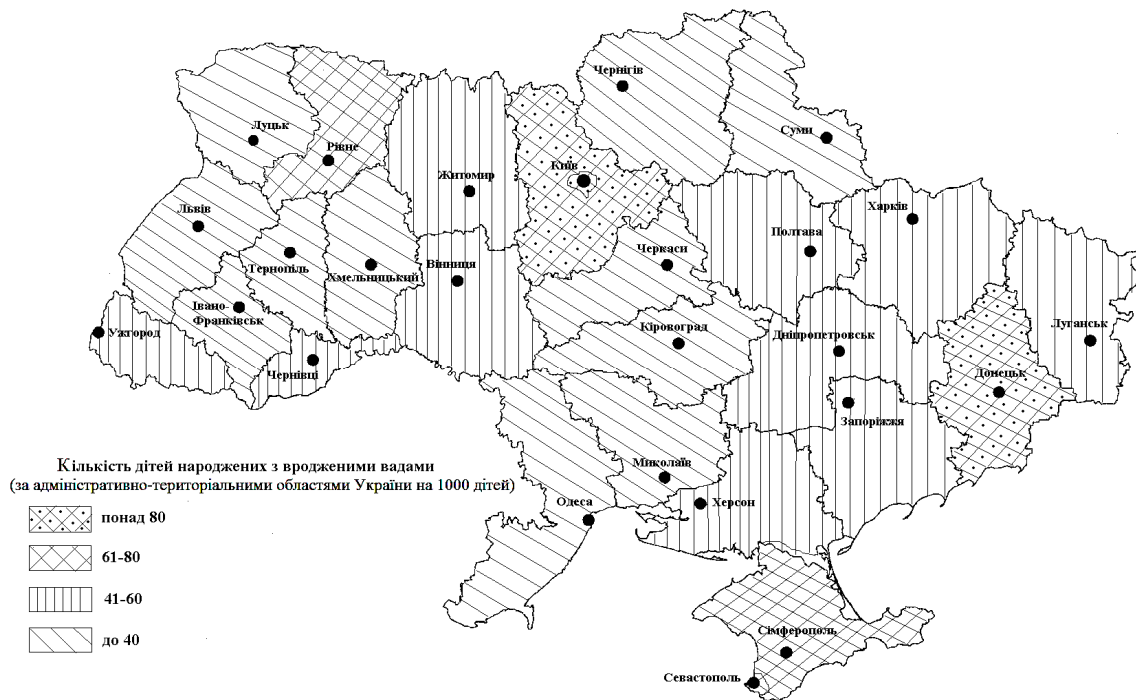 Чернігів
Луцьк
Суми
Рівне
Київ
Житомир
Львів
Харків
Полтава
Черкаси
Тернопіль
Хмельницький
Вінниця
Івано-
Франківськ
Ужгород
Кіровоград
Дніпропетровськ
Луганськ
Чернівці
Донецьк
Запоріжжя
Миколаїв
Одеса
Херсон
Сімферополь
Севастополь
Кількість дітей народжених з вродженими вадами
(за адміністративно-територіальними областями України на 1000 дітей)
понад 80
61-80
41-60
до 40